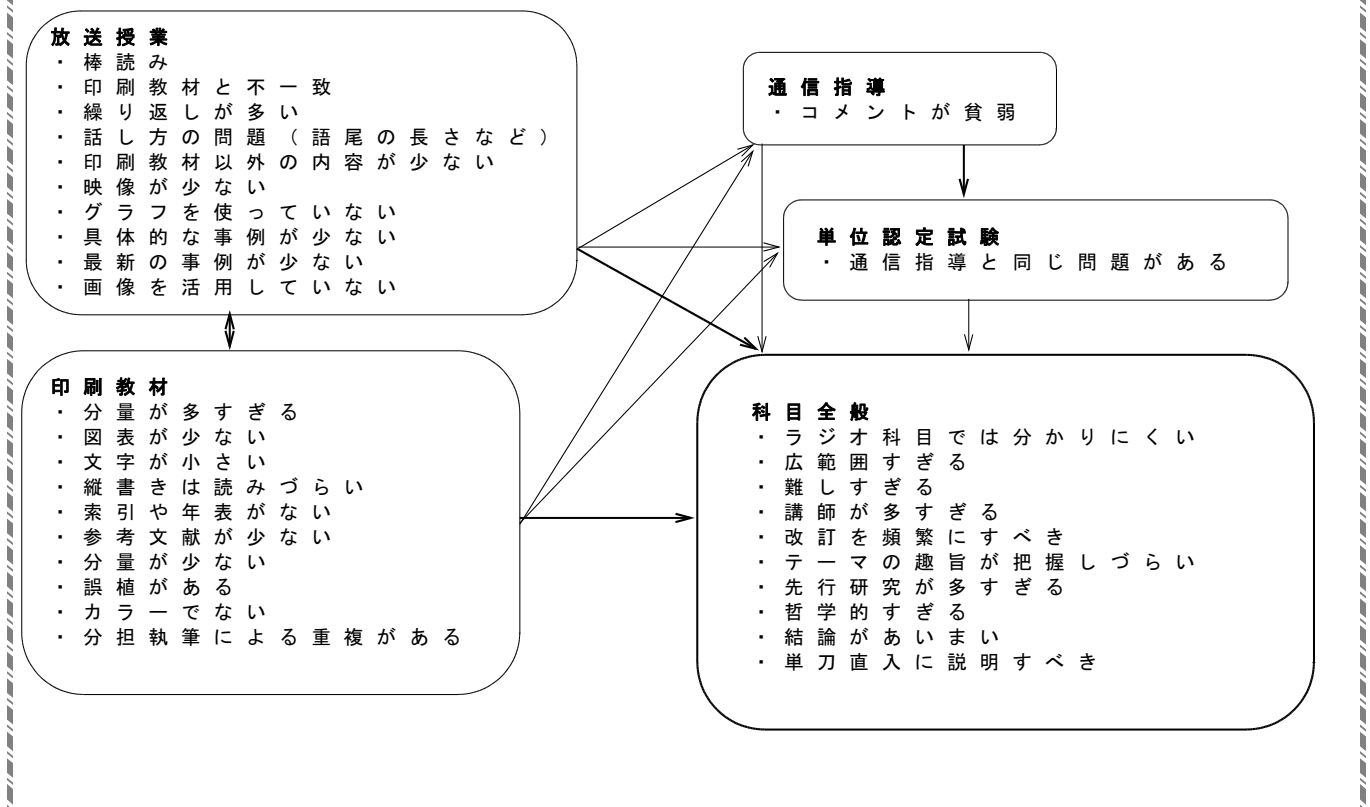 放送授業
・棒読み
・印刷教材と不一致
・繰り返しが多い
・話し方の問題（語尾の長さなど）
・印刷教材以外の内容が少ない
・映像が少ない
・グラフを使っていない
・具体的な事例が少ない
・最新の事例が少ない
・画像を活用していない
印刷教材
・分量が多すぎる
・図表が少ない
・文字が小さい
・縦書きは読みづらい
・索引や年表がない
・参考文献が少ない
・分量が少ない
・誤植がある
・カラーでない
・分担執筆による重複がある
通信指導
・コメントが貧弱
単位認定試験
・通信指導と同じ問題がある
科目全般
・ラジオ科目では分かりにくい
・広範囲すぎる
・難しすぎる
・講師が多すぎる
・改訂を頻繁にすべき
・テーマの趣旨が把握しづらい
・先行研究が多すぎる
・哲学的すぎる
・結論があいまい
・単刀直入に説明すべき